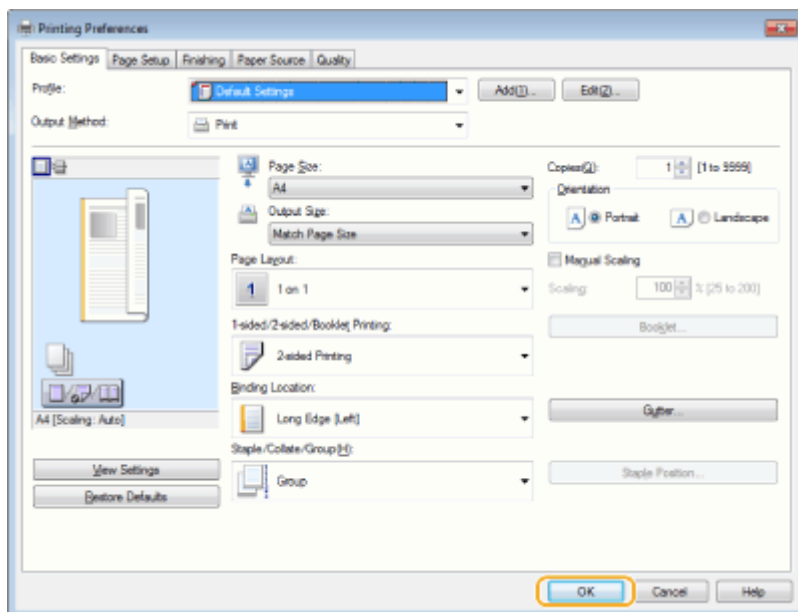 Printing Preferences
Basic Settings Page Setup Finishing Paper Source Quality
Profile: Default Settings Add(1)... Edit(2)...
Output Method: Print
Page Size: Copies(Q): 1 [1 to 9999]
A4 Orientation
Output Size: A Portrait A Landscape
Match Page Size
Page Layout: Manual Scaling
1 1 on 1 Scaling: 100 % [25 to 200]
1-sided/2-sided/Booklet Printing: Booklet...
2-sided Printing
Binding Location:
A4 [Scaling: Auto] Long Edge [Left] Gutter...
Staple/Collate/Group(H):
View Settings Group Staple Position...
Restore Defaults
OK Cancel Help